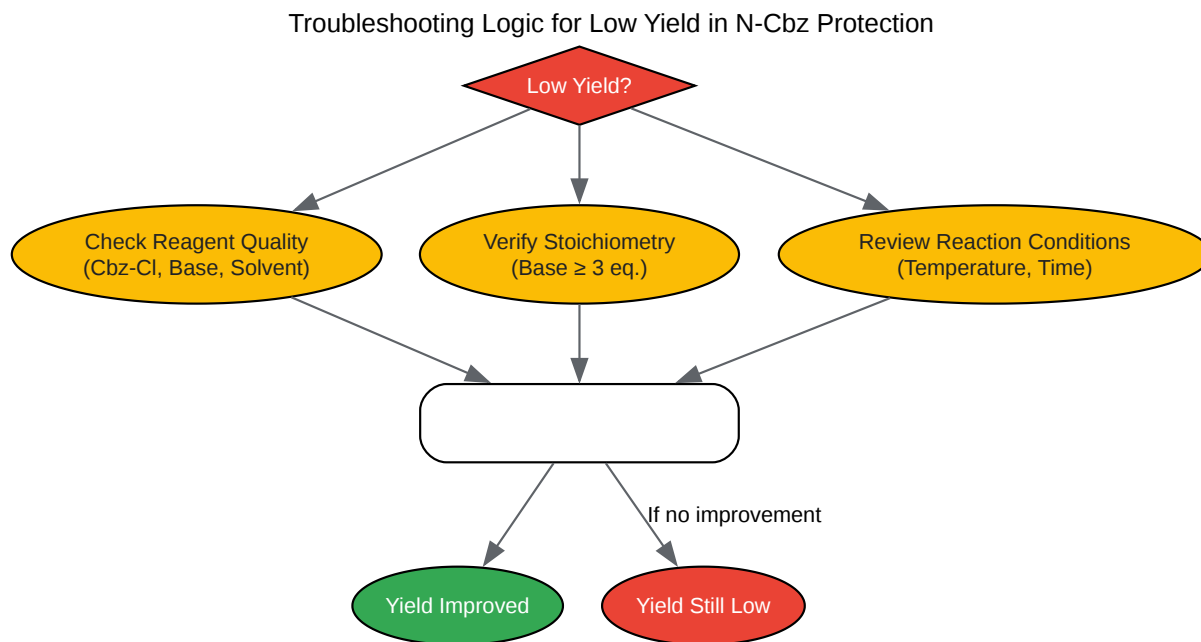 Troubleshooting Logic for Low Yield in N-Cbz Protection
Low Yield?
Check Reagent Quality
(Cbz-Cl, Base, Solvent)
Verify Stoichiometry
(Base ≥ 3 eq.)
Review Reaction Conditions
(Temperature, Time)
If no improvement
Yield Improved
Yield Still Low